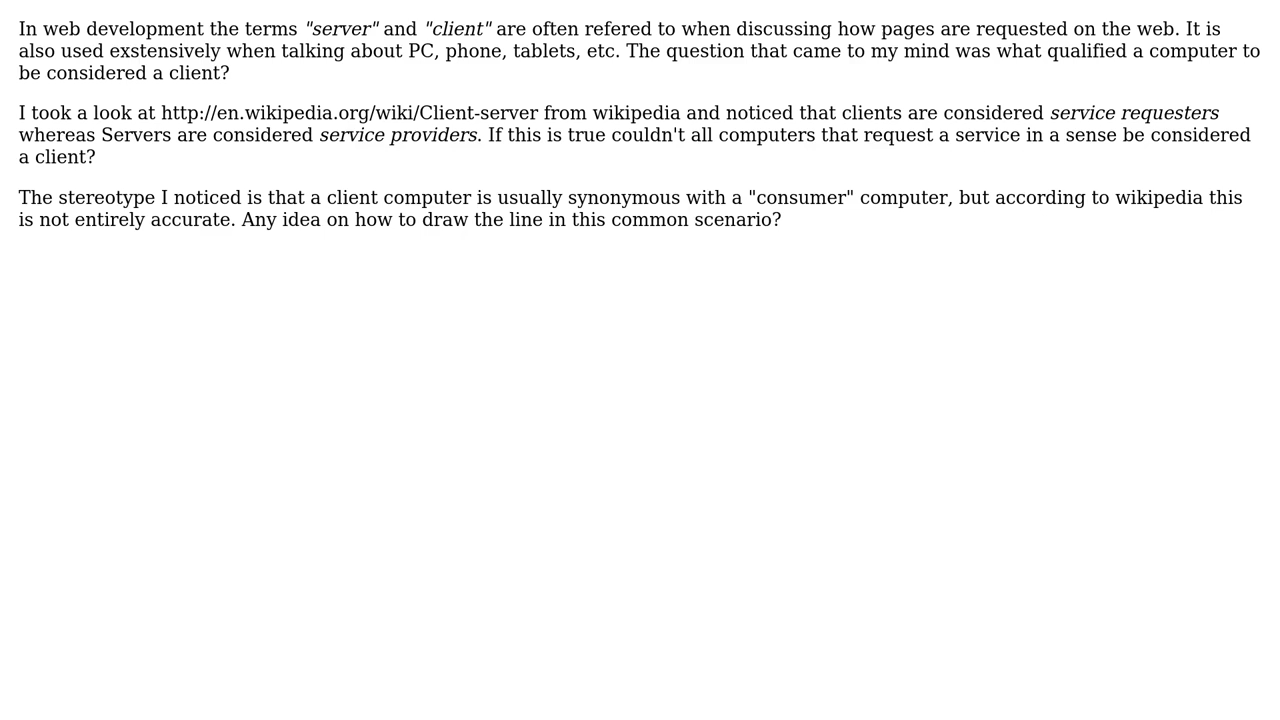 In web development the terms "server" and "client" are often refered to when discussing how pages are requested on the web. It is
also used exstensively when talking about PC, phone, tablets, etc. The question that came to my mind was what qualified a computer to
be considered a client?
I took a look at http://en.wikipedia.org/wiki/Client-server from wikipedia and noticed that clients are considered service requesters
whereas Servers are considered service providers. If this is true couldn't all computers that request a service in a sense be considered
a client?
The stereotype I noticed is that a client computer is usually synonymous with a "consumer" computer, but according to wikipedia this
is not entirely accurate. Any idea on how to draw the line in this common scenario?